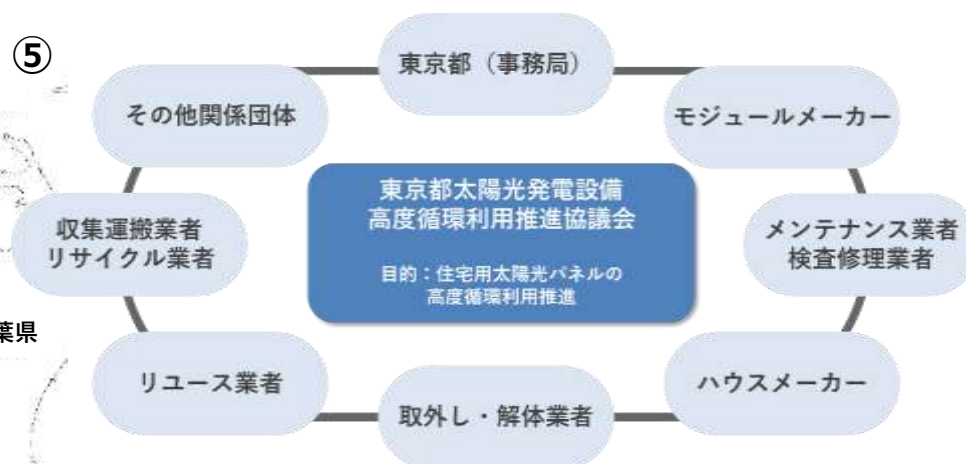 ⑤
東京都（事務局）
その他関係団体
モジュールメーカー
東京都太陽光発電設備
高度循環利用推進協議会
目的：住宅用太陽光パネルの
高度循環利用推進
収集運搬業者
リサイクル業者
メンテナンス業者
検査修理業者
葉県
リユース業者
ハウスメーカー
取外し・解体業者